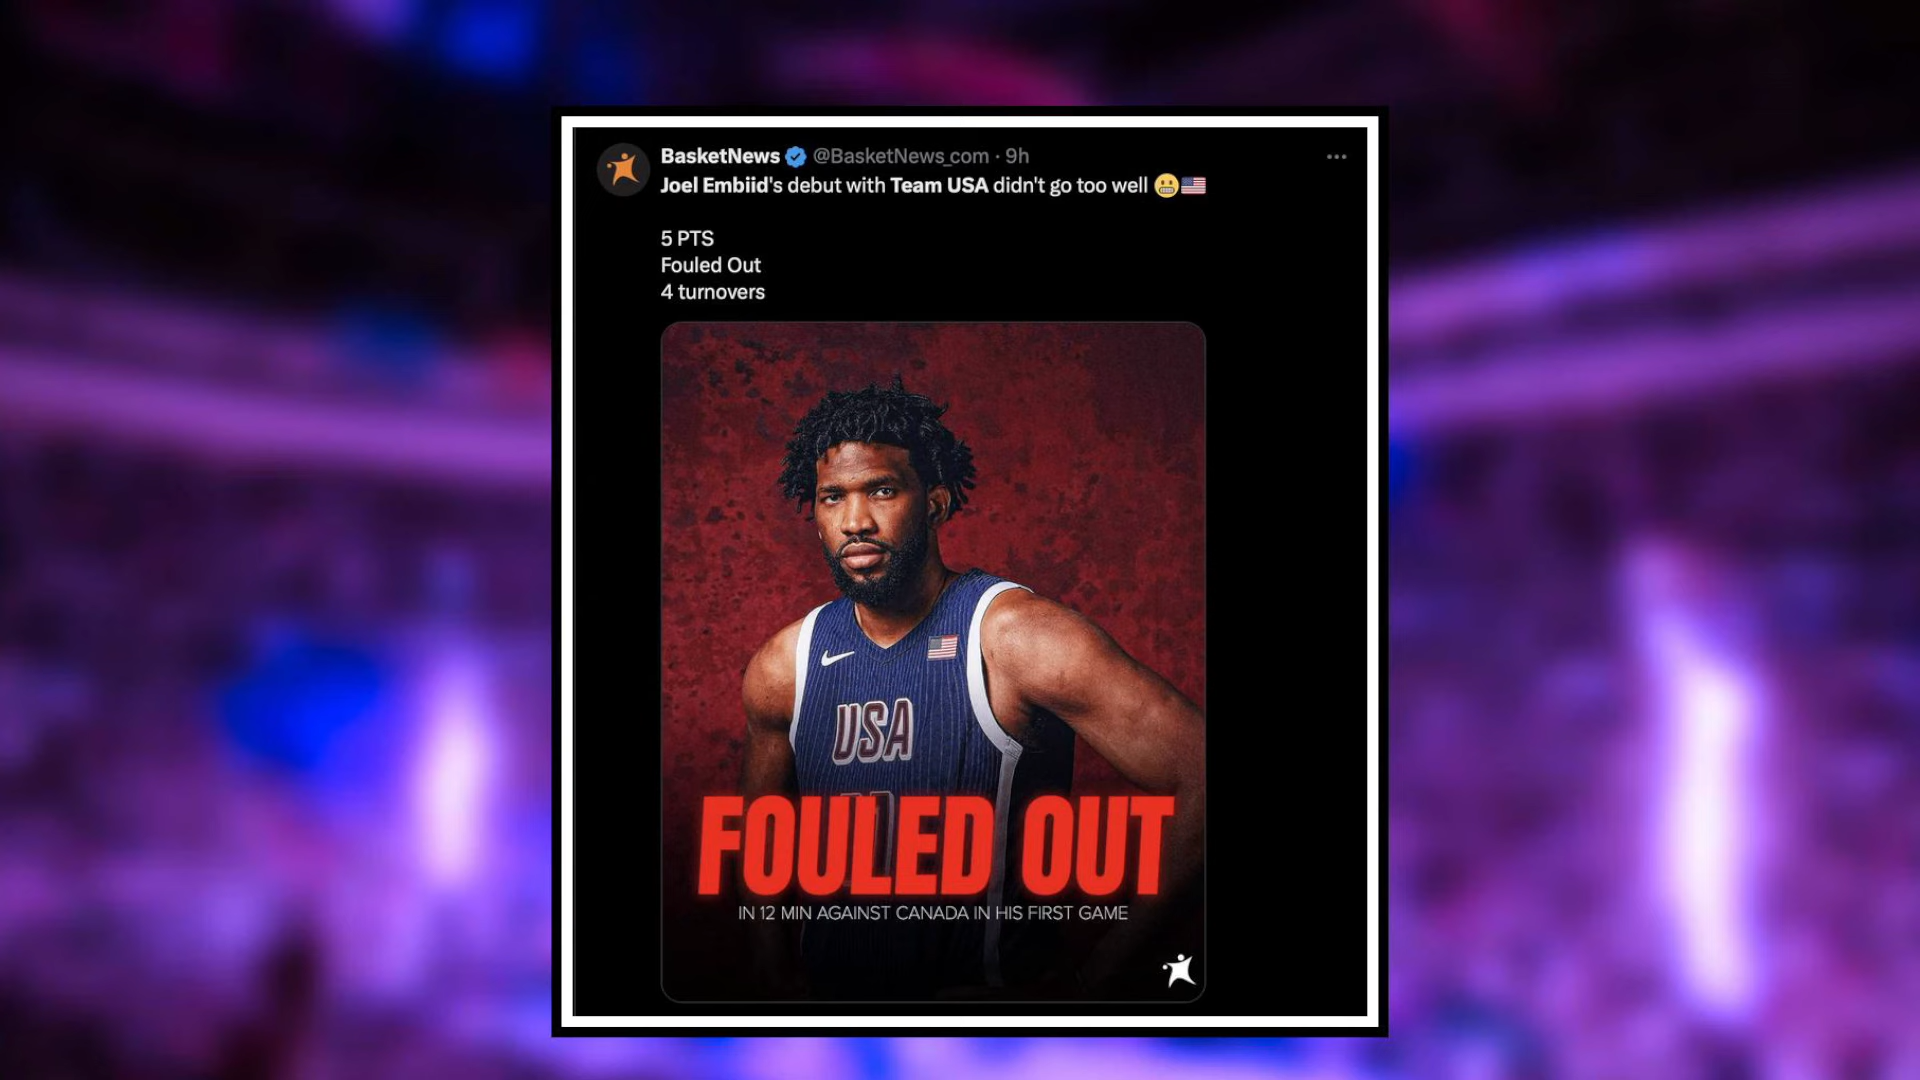 BasketNews @BasketNews_com · 9h
Joel Embiid's debut with Team USA didn't go too well 😬🇺🇸
5 PTS
Fouled Out
4 turnovers
USA
FOULED OUT
IN 12 MIN AGAINST CANADA IN HIS FIRST GAME